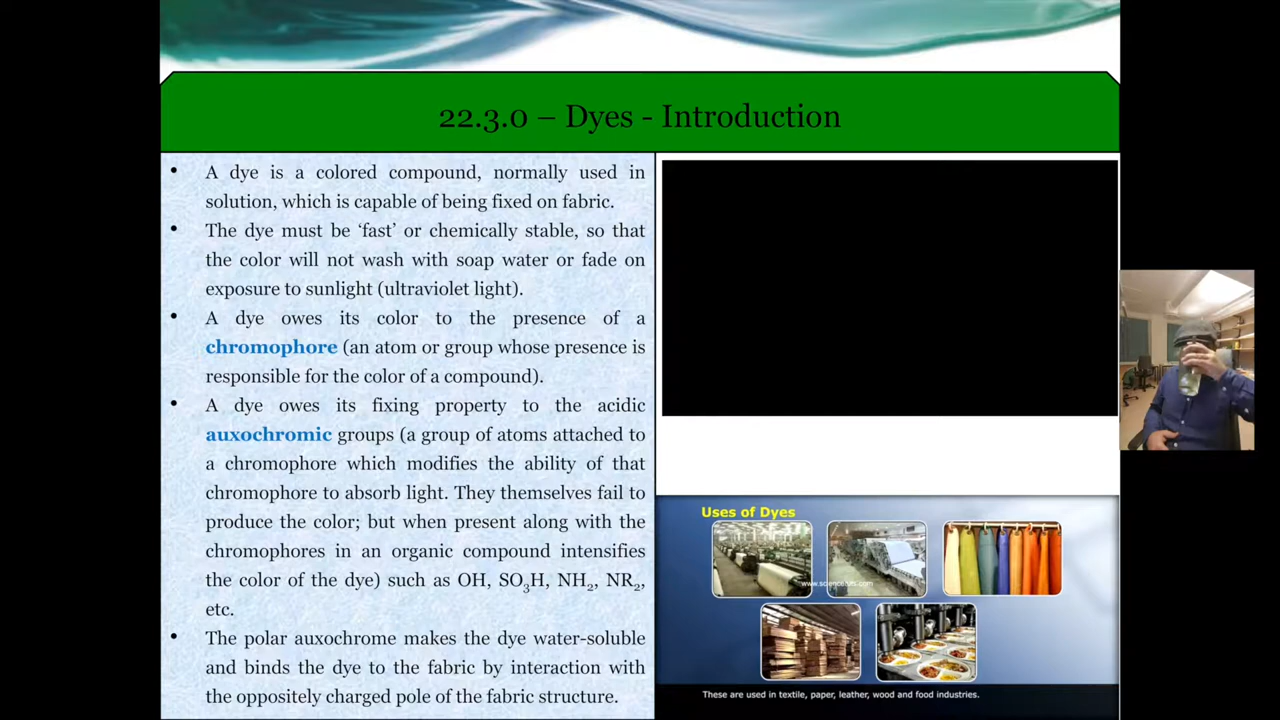 22.3.0 – Dyes - Introduction
• A dye is a colored compound, normally used in
solution, which is capable of being fixed on fabric.
• The dye must be ‘fast’ or chemically stable, so that
the color will not wash with soap water or fade on
exposure to sunlight (ultraviolet light).
• A dye owes its color to the presence of a
chromophore (an atom or group whose presence is
responsible for the color of a compound).
• A dye owes its fixing property to the acidic
auxochromic groups (a group of atoms attached to
a chromophore which modifies the ability of that
chromophore to absorb light. They themselves fail to
produce the color; but when present along with the
chromophores in an organic compound intensifies
the color of the dye) such as OH, SO₃H, NH₂, NR₂,
etc.
• The polar auxochrome makes the dye water-soluble
and binds the dye to the fabric by interaction with
the oppositely charged pole of the fabric structure.
Uses of Dyes
These are used in textile, paper, leather, wood and food industries.